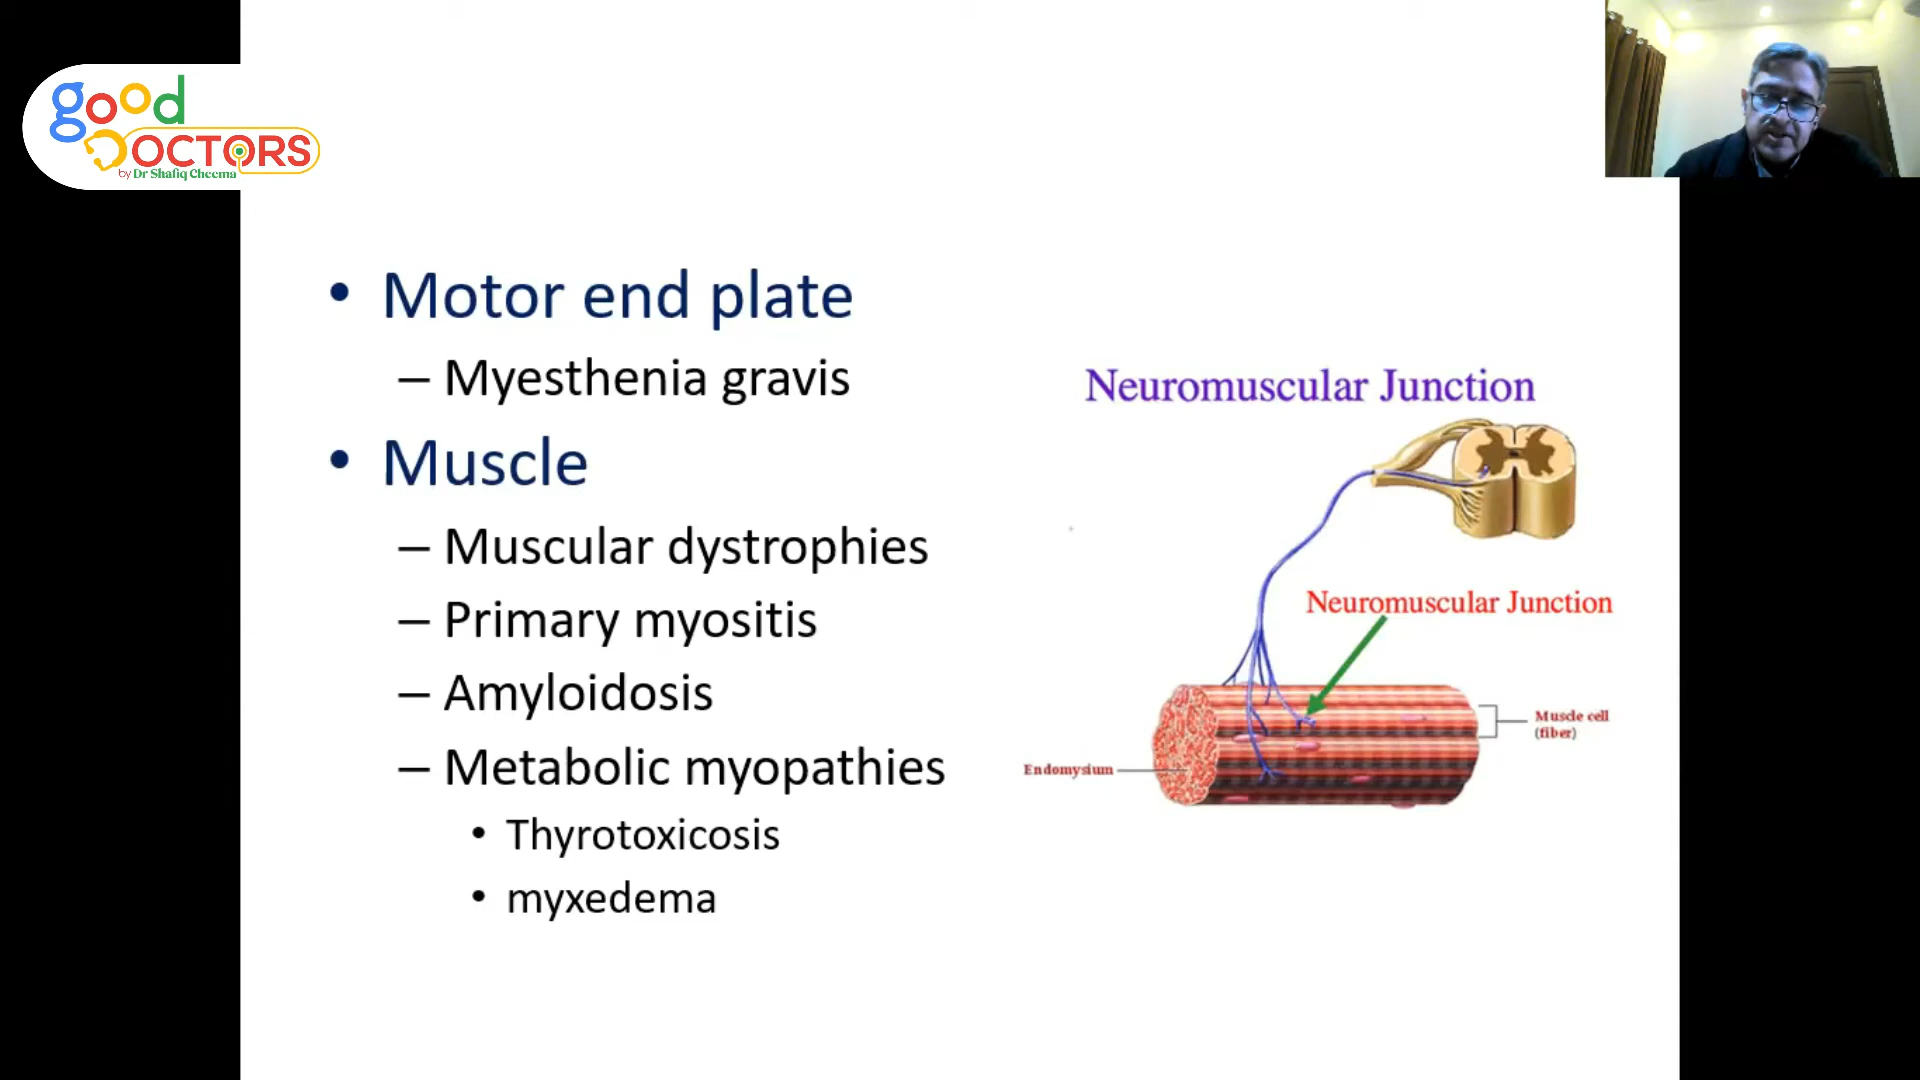 good
DOCTORS
by Dr Shafiq Cheema
• Motor end plate
– Myesthenia gravis
• Muscle
– Muscular dystrophies
– Primary myositis
– Amyloidosis
– Metabolic myopathies
• Thyrotoxicosis
• myxedema
Neuromuscular Junction
Neuromuscular Junction
Muscle cell
(fiber)
Endomysium